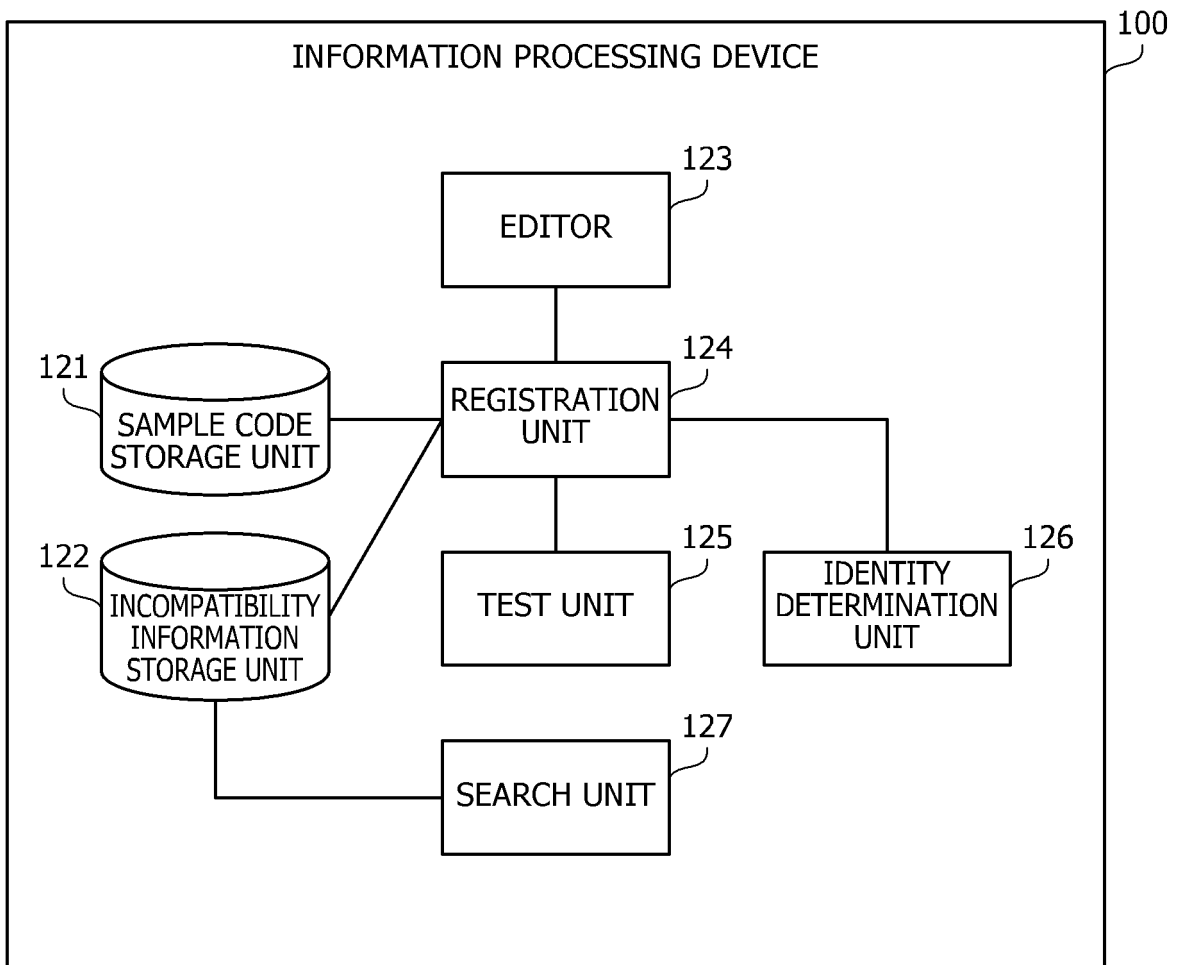 100
INFORMATION PROCESSING DEVICE
123
EDITOR
121
SAMPLE CODE
STORAGE UNIT
124
REGISTRATION
UNIT
122
INCOMPATIBILITY
INFORMATION
STORAGE UNIT
125
TEST UNIT
126
IDENTITY
DETERMINATION
UNIT
127
SEARCH UNIT